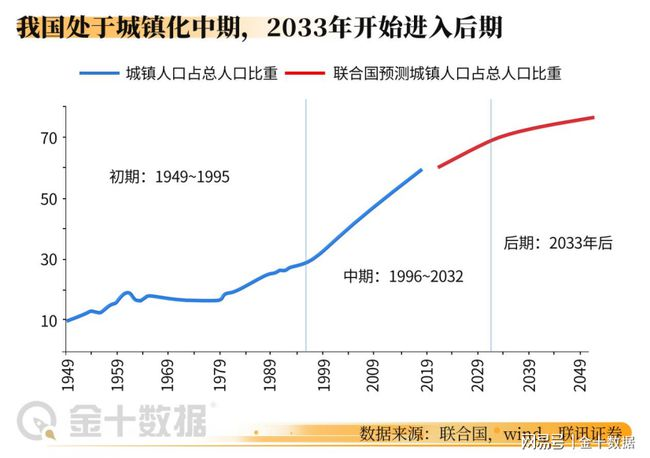 我国处于城镇化中期，2033年开始进入后期
城镇人口占总人口比重 联合国预测城镇人口占总人口比重
70
初期：1949~1995
50
后期：2033年后
30
中期：1996~2032
10
1949 1959 1969 1979 1989 1999 2009 2019 2029 2039 2049
金十数据
数据来源：联合国，wind，联讯证券
网易号 | 金十数据